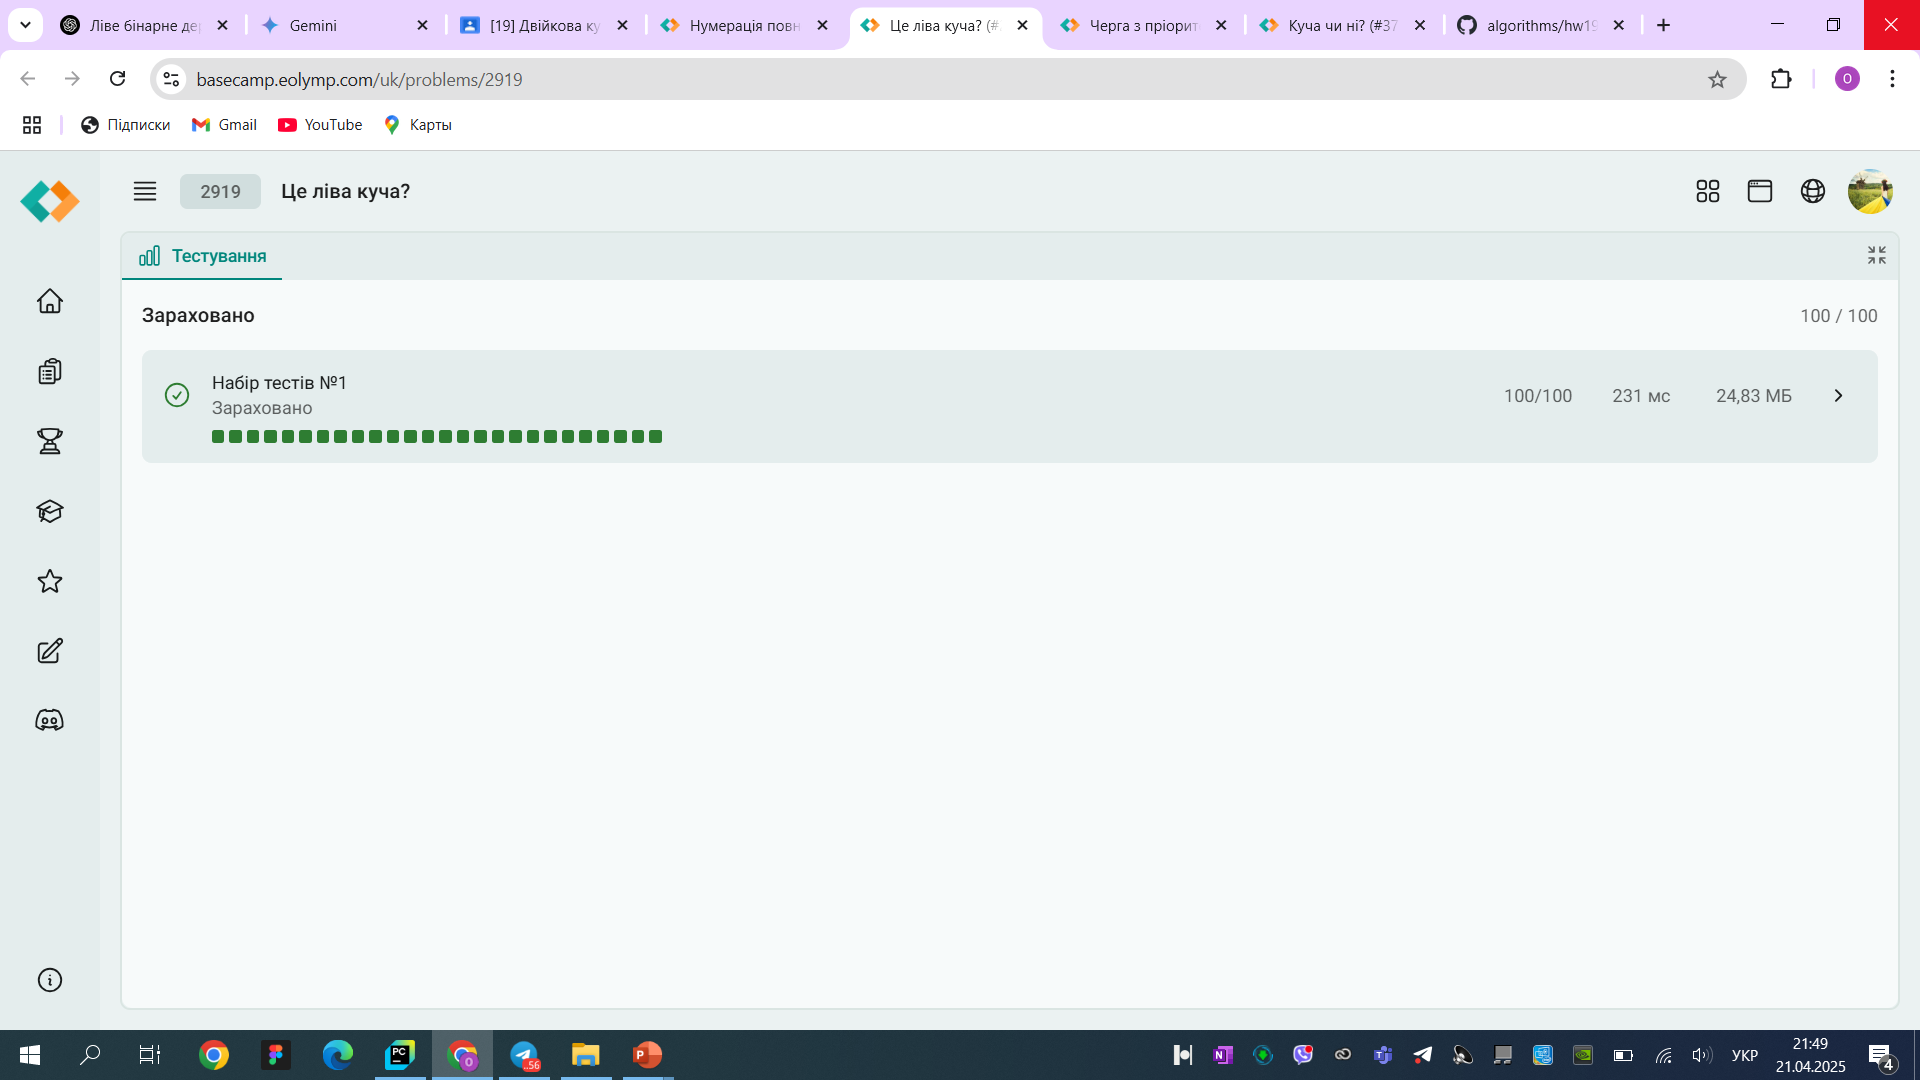 Ліве бінарне де
Gemini
[19] Двійкова ку
Нумерація повн
Це ліва куча? (#
Черга з пріорит
Куча чи ні? (#37
algorithms/hw19
basecamp.eolymp.com/uk/problems/2919
O
Підписки
Gmail
YouTube
Карты
2919
Це ліва куча?
Тестування
Зараховано
100 / 100
Набір тестів №1
Зараховано
100/100
231 мс
24,83 МБ
PC
O
..56
P
N
УКР
21:49
21.04.2025
4